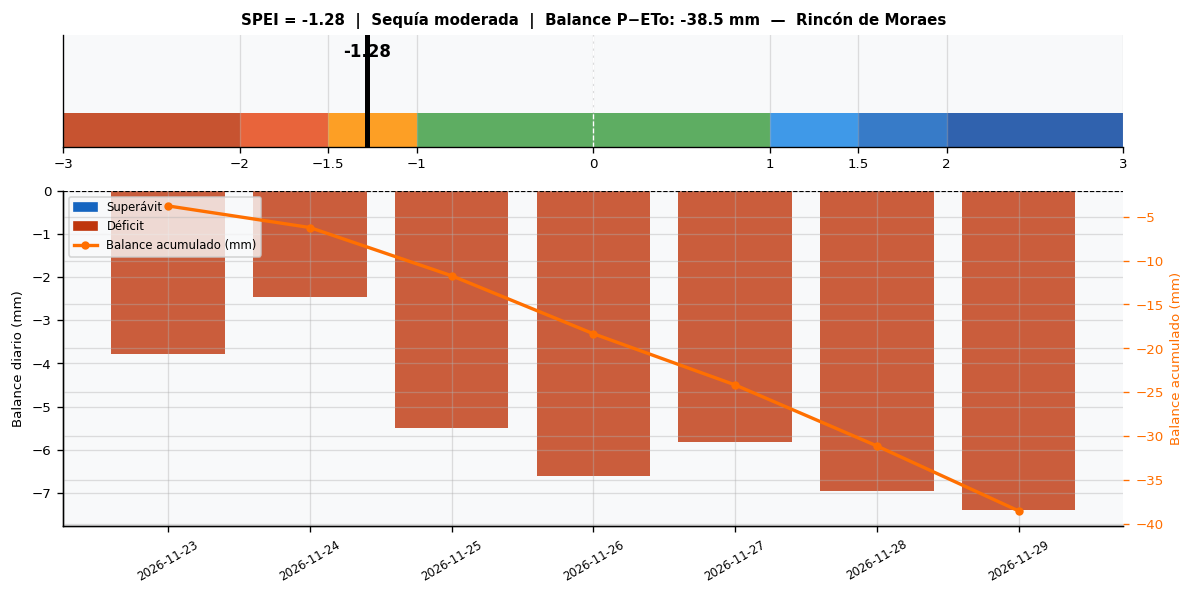 SPEI = -1.28  |  Sequía moderada  |  Balance P−ETo: -38.5 mm  —  Rincón de Moraes
-1.28
−3 −2 −1.5 −1 0 1 1.5 2 3
Superávit
Déficit
Balance acumulado (mm)
Balance diario (mm)
0
−1
−2
−3
−4
−5
−6
−7
−5
−10
−15
−20
−25
−30
−35
−40
Balance acumulado (mm)
2026-11-23 2026-11-24 2026-11-25 2026-11-26 2026-11-27 2026-11-28 2026-11-29